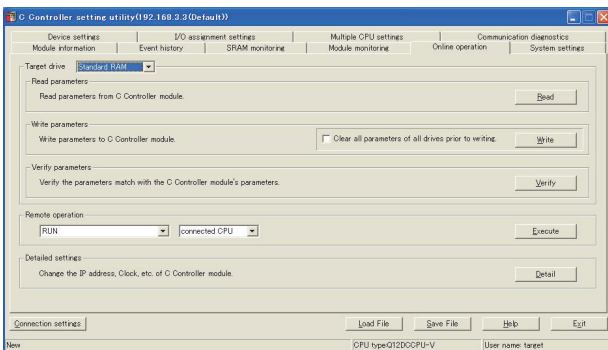 C Controller setting utility(192.168.3.3(Default))
Device settings I/O assignment settings Multiple CPU settings Communication diagnostics
Module information Event history SRAM monitoring Module monitoring Online operation System settings
Target drive Standard RAM
Read parameters
Read parameters from C Controller module. Read
Write parameters
Write parameters to C Controller module. Clear all parameters of all drives prior to writing. Write
Verify parameters
Verify the parameters match with the C Controller module's parameters. Verify
Remote operation
RUN connected CPU Execute
Detailed settings
Change the IP address, Clock, etc. of C Controller module. Detail
Connection settings Load File Save File Help Exit
New CPU type:Q12DCCPU-V User name: target